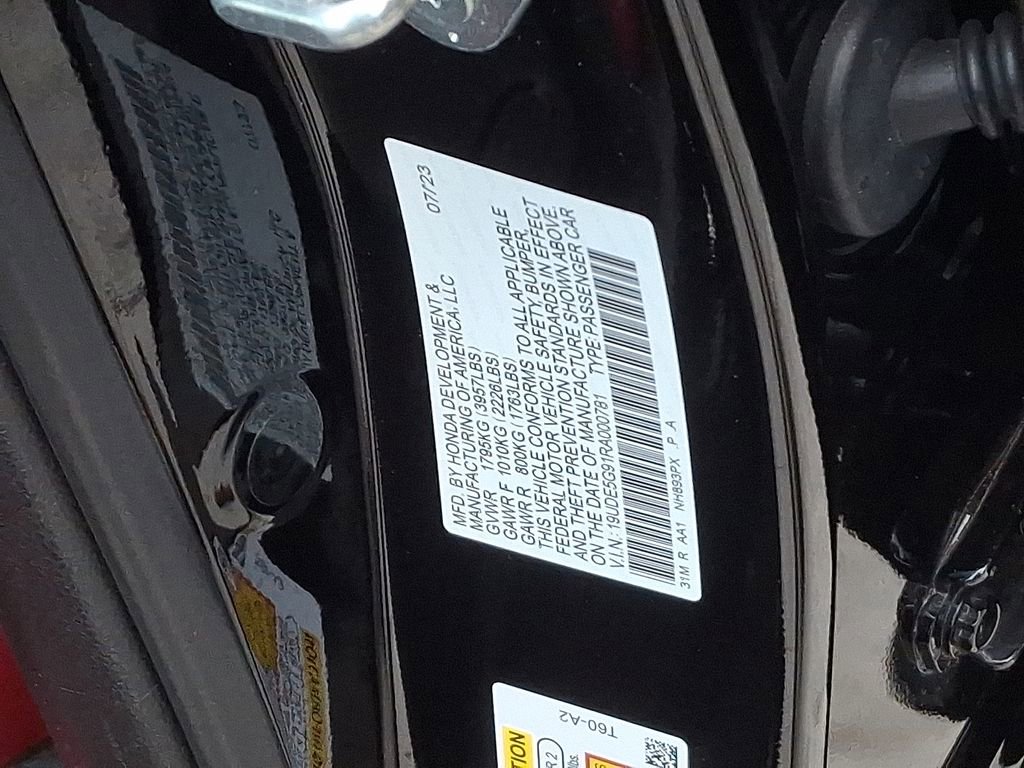 07/23
MFD. BY HONDA DEVELOPMENT &
MANUFACTURING OF AMERICA, LLC
GVWR 1795KG (3957LBS)
GAWR F 1010KG (2226LBS)
GAWR R 800KG (1763LBS)
THIS VEHICLE CONFORMS TO ALL APPLICABLE
FEDERAL MOTOR VEHICLE SAFETY, BUMPER,
AND THEFT PREVENTION STANDARDS IN EFFECT
ON THE DATE OF MANUFACTURE SHOWN ABOVE.
V.I.N.: 19UDE5G91RA000781 TYPE:PASSENGER CAR
31M R AA1 NH893PX .P .A
T60-A2